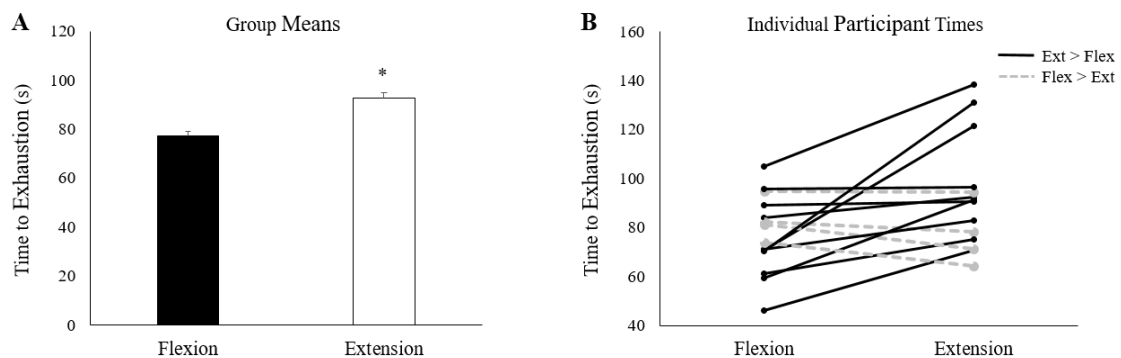 A
Group Means
Time to Exhaustion (s)
120
100
80
60
40
20
0
*
Flexion
Extension
B
Individual Participant Times
Time to Exhaustion (s)
160
140
120
100
80
60
40
Ext > Flex
Flex > Ext
Flexion
Extension